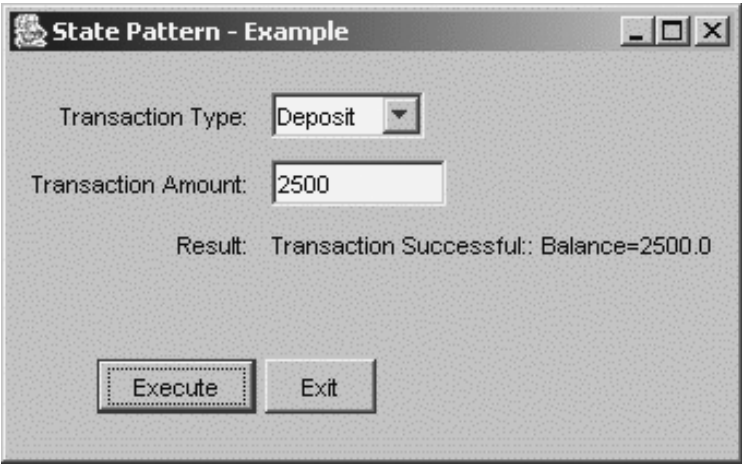 State Pattern - Example
Transaction Type: Deposit
Transaction Amount: 2500
Result: Transaction Successful:: Balance=2500.0
Execute Exit